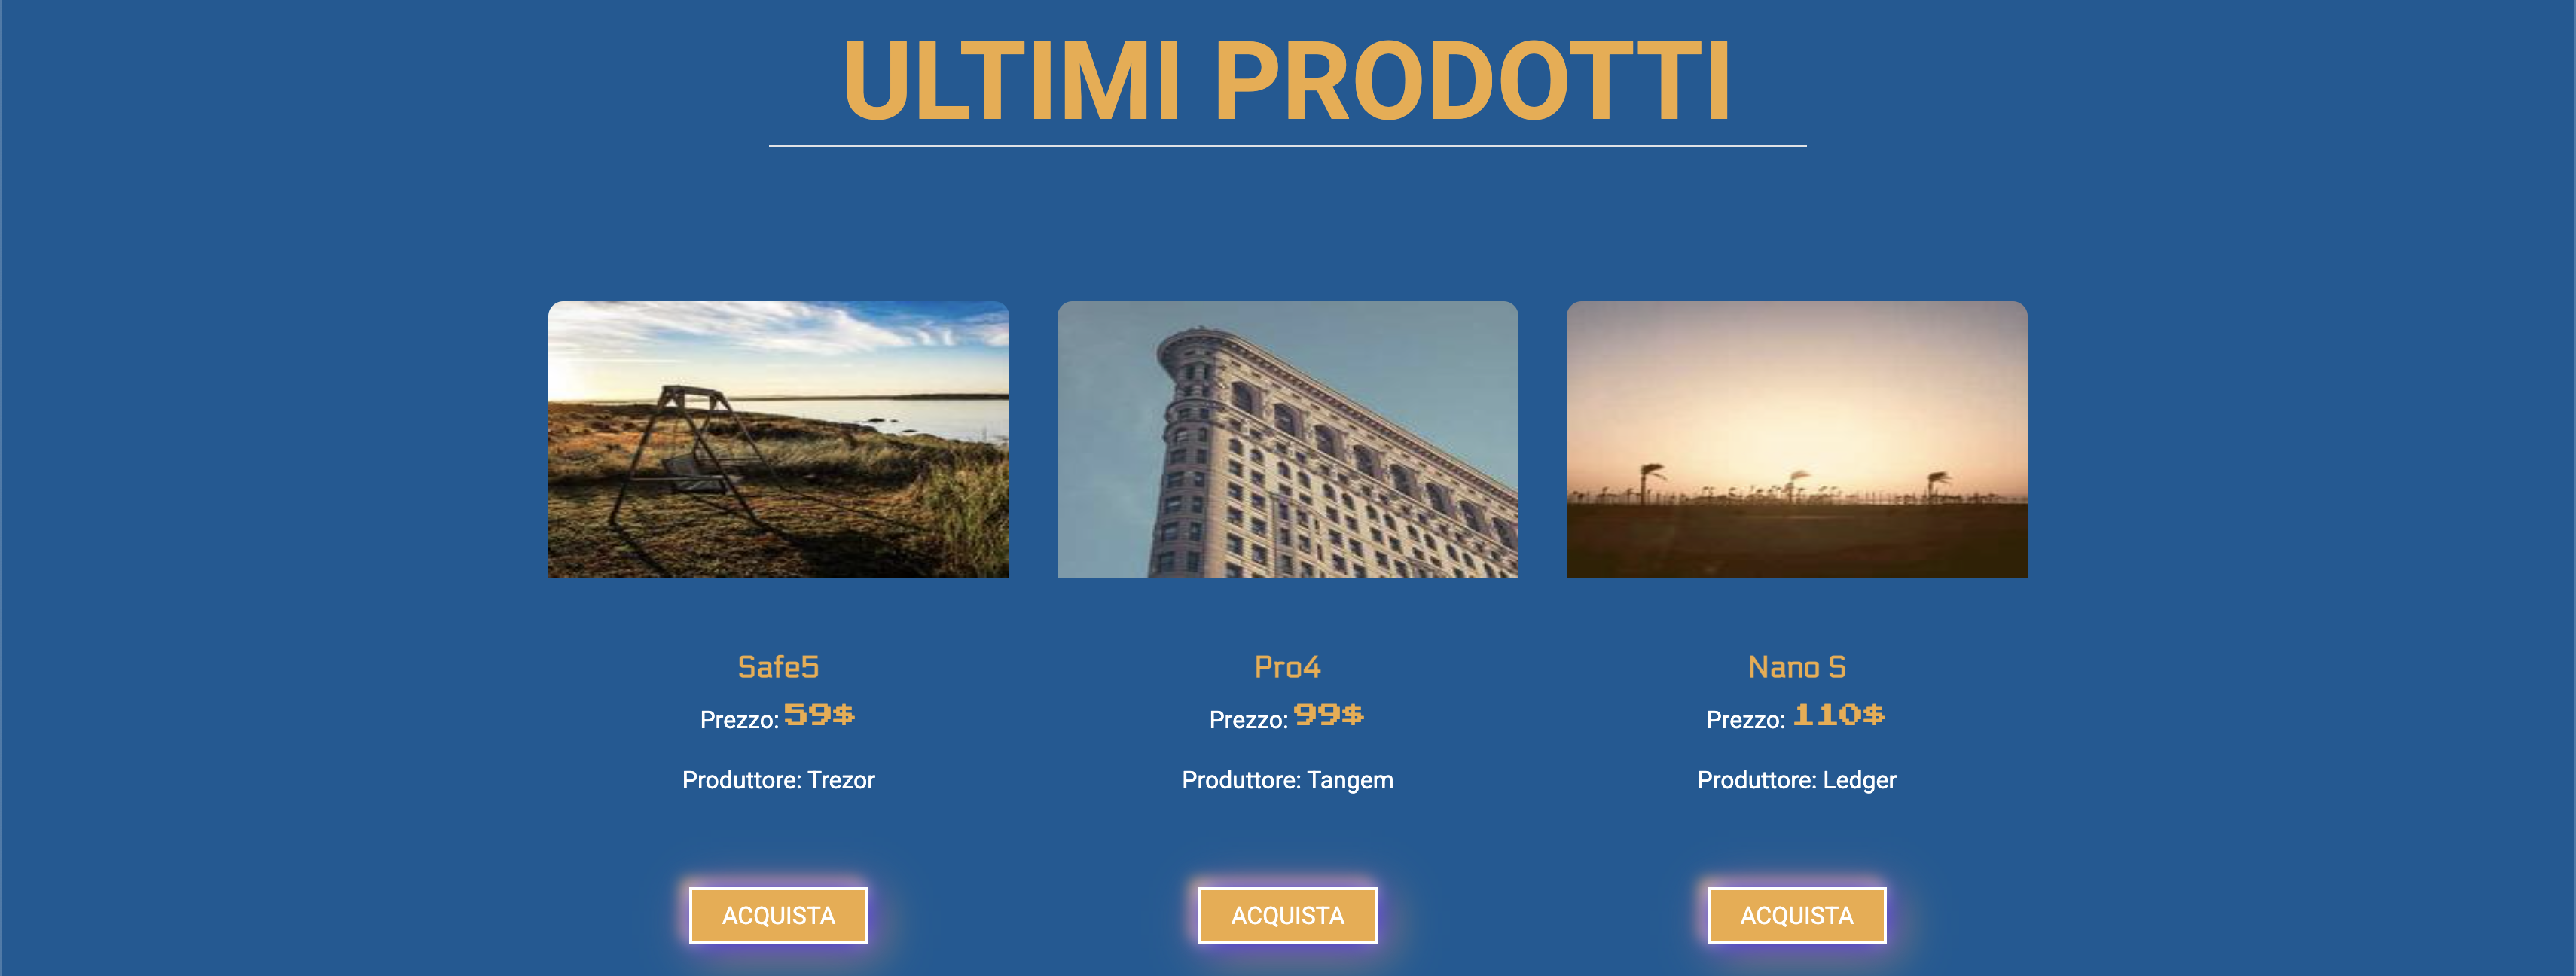 ULTIMI PRODOTTI
Safe5
Prezzo: 59$
Produttore: Trezor
ACQUISTA
Pro4
Prezzo: 99$
Produttore: Tangem
ACQUISTA
Nano S
Prezzo: 110$
Produttore: Ledger
ACQUISTA